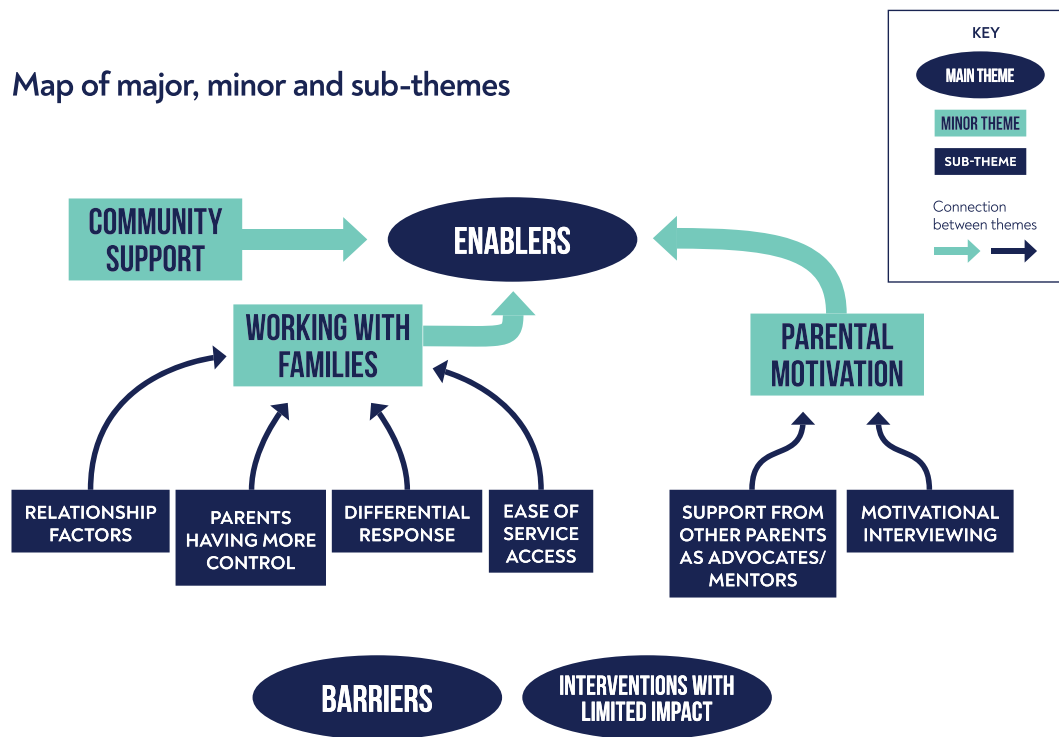 KEY
MAIN THEME
MINOR THEME
SUB-THEME
Connection
between themes
Map of major, minor and sub-themes
COMMUNITY
SUPPORT
ENABLERS
WORKING WITH
FAMILIES
PARENTAL
MOTIVATION
RELATIONSHIP
FACTORS
PARENTS
HAVING MORE
CONTROL
DIFFERENTIAL
RESPONSE
EASE OF
SERVICE
ACCESS
SUPPORT FROM
OTHER PARENTS
AS ADVOCATES/
MENTORS
MOTIVATIONAL
INTERVIEWING
BARRIERS
INTERVENTIONS WITH
LIMITED IMPACT